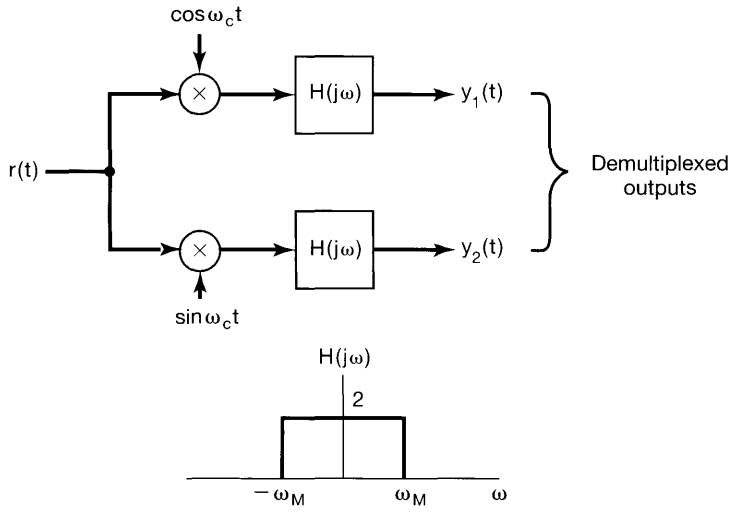 cos ω_c t
×
H(jω)
y_1(t)
r(t)
Demultiplexed
outputs
×
H(jω)
y_2(t)
sin ω_c t
H(jω)
2
−ω_M
ω_M
ω